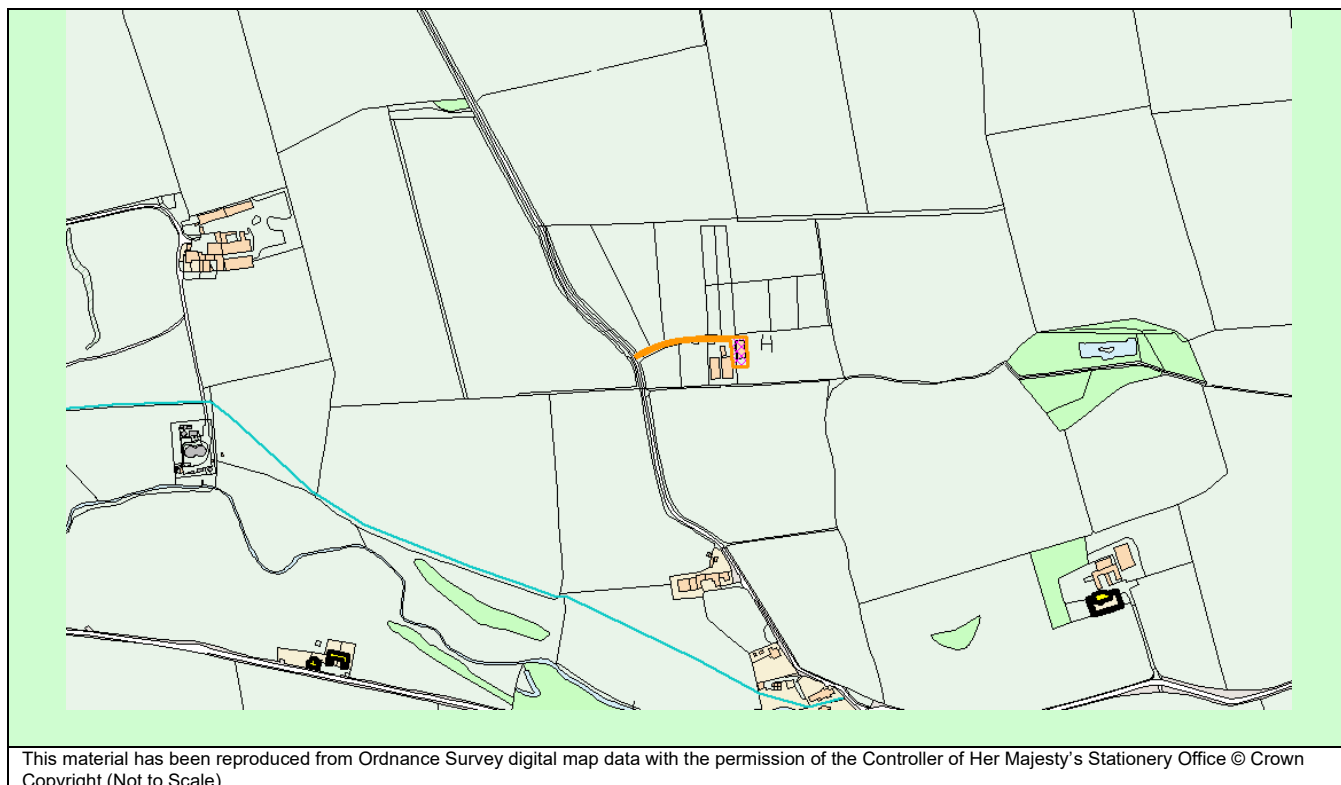 This material has been reproduced from Ordnance Survey digital map data with the permission of the Controller of Her Majesty's Stationery Office © Crown
Copyright (Not to Scale)